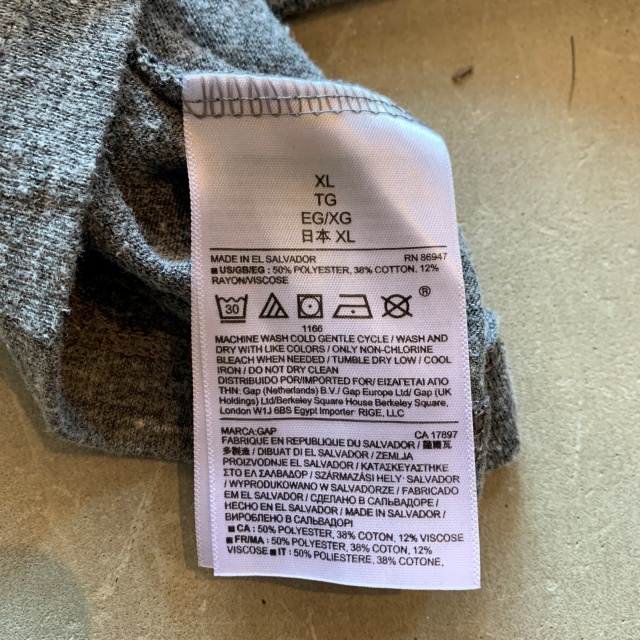 XL
TG
EG/XG
日本 XL
MADE IN EL SALVADOR RN 86947
■ US/GB/EG : 50% POLYESTER, 38% COTTON, 12%
RAYON/VISCOSE
30 ®
1166
MACHINE WASH COLD GENTLE CYCLE / WASH AND
DRY WITH LIKE COLORS / ONLY NON-CHLORINE
BLEACH WHEN NEEDED / TUMBLE DRY LOW / COOL
IRON / DO NOT DRY CLEAN
DISTRIBUIDO POR/IMPORTED FOR/ ΕΙΣΑΓΕΤΑΙ ΑΠΟ
ΤΗΝ: Gap (Netherlands) B.V./ Gap Europe Ltd/ Gap (UK
Holdings) Ltd/Berkeley Square House Berkeley Square,
London W1J 6BS Egypt Importer RIGE, LLC
MARCA:GAP CA 17897
FABRIQUE EN REPUBLIQUE DU SALVADOR / 薩爾瓦
多製造 / DIBUAT DI EL SALVADOR / ZEMLJA
PROIZVODNJE EL SALVADOR / ΚΑΤΑΣΚΕΥΑΣΤΗΚΕ
ΣΤΟ ΕΛ ΣΑΛΒΑΔΟΡ / SZÁRMAZÁSI HELY: SALVADOR
/ WYPRODUKOWANO W SALVADORZE / FABRICADO
EM EL SALVADOR / СДЕЛАНО В САЛЬВАДОРЕ /
HECHO EN EL SALVADOR / MADE IN SALVADOR /
ВИРОБЛЕНО В САЛЬВАДОРІ
■ CA : 50% POLYESTER, 38% COTON, 12% VISCOSE
■ FR/MA : 50% POLYESTER, 38% COTON, 12%
VISCOSE ■ IT : 50% POLIESTERE, 38% COTONE,